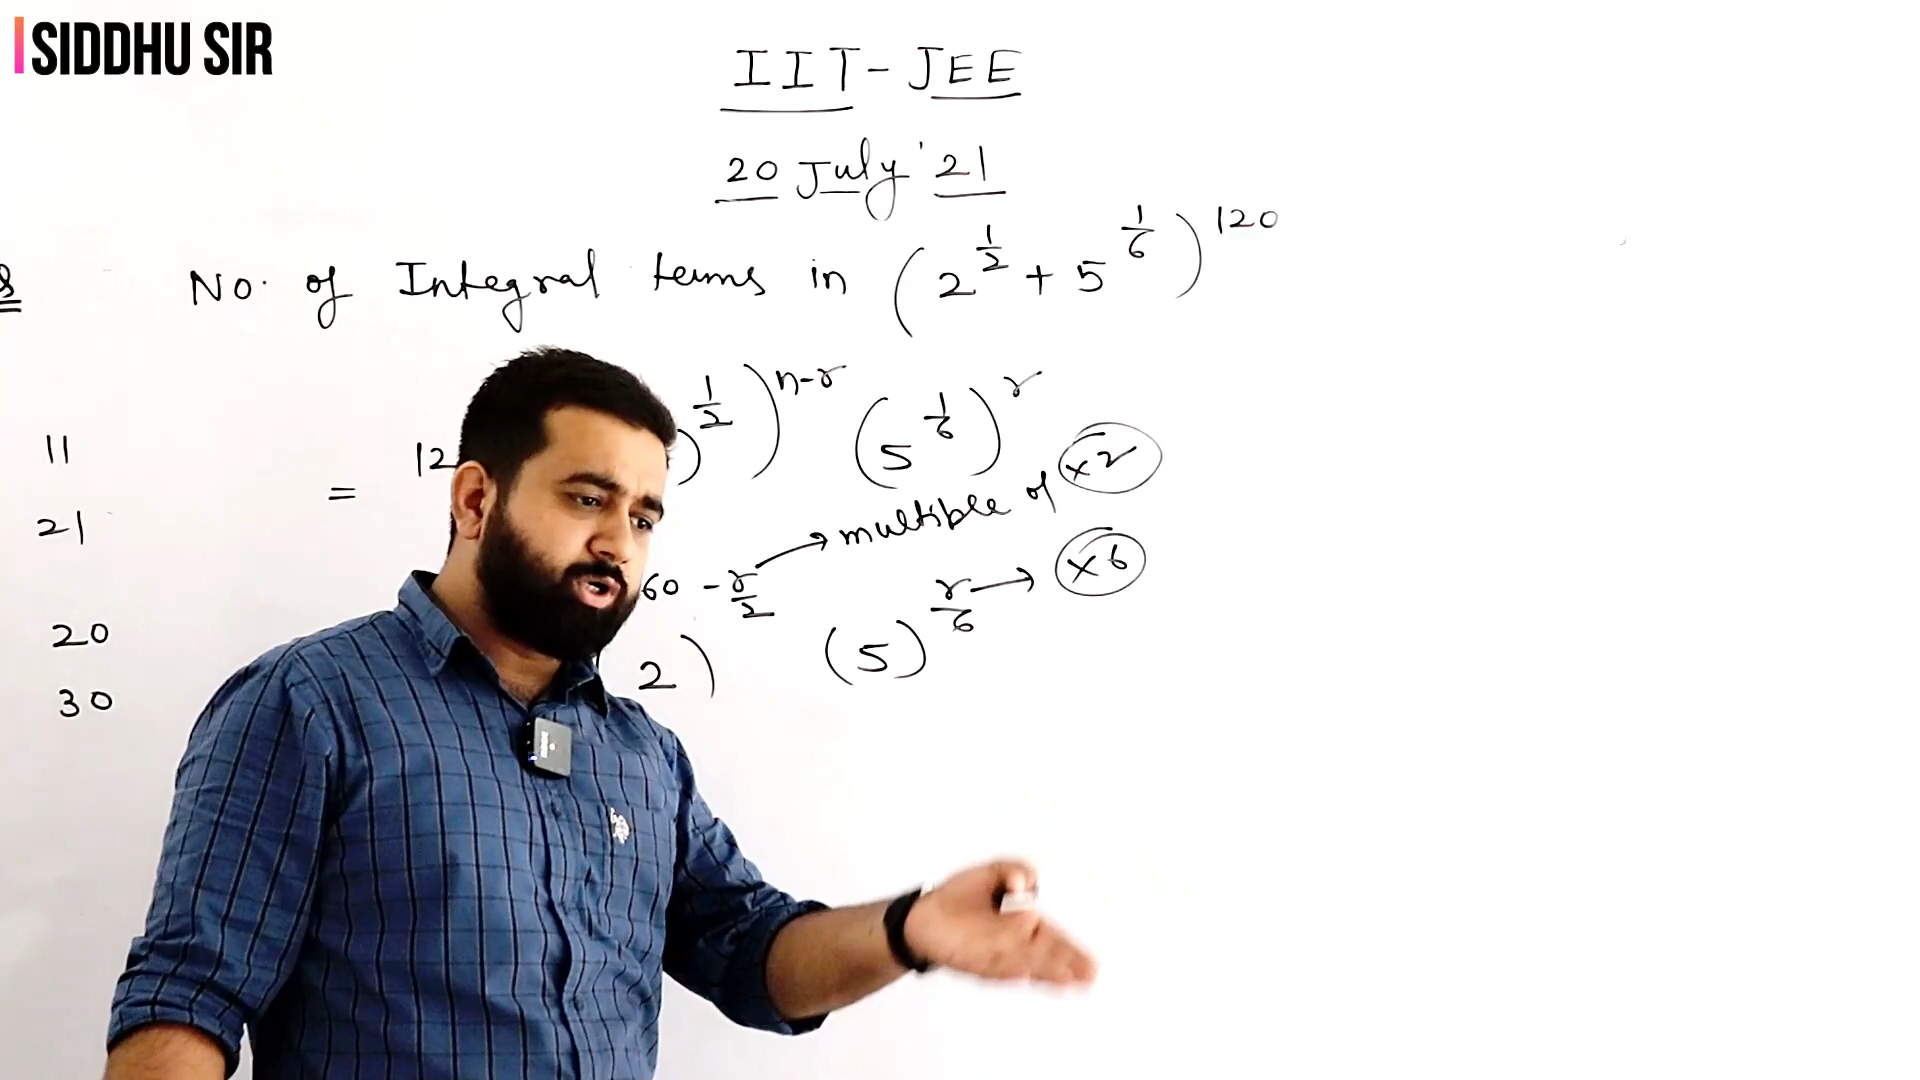 SIDDHU SIR
IIT-JEE
20 July '21
No. of Integral terms in (2^{1/2} + 5^{1/6})^{120}
11
21
20
30
= 12 )^{1/2})^{n-r} (5^{1/6})^r
multible of ×2
60 - r/2
(2) (5)^{r/6} → ×6